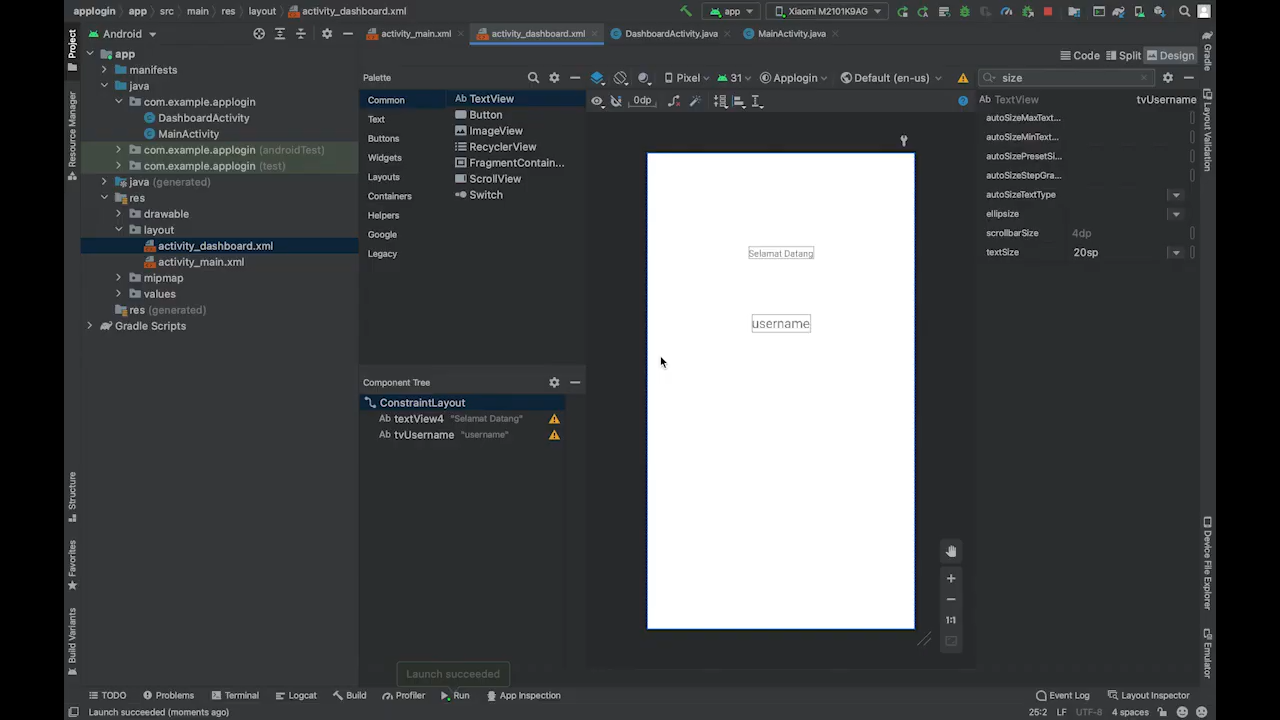 applogin › app › src › main › res › layout › activity_dashboard.xml
app
Xiaomi M2101K9AG
Android
activity_main.xml
activity_dashboard.xml
DashboardActivity.java
MainActivity.java
Code
Split
Design
Project
Resource Manager
Structure
Favorites
Build Variants
app
manifests
java
com.example.applogin
DashboardActivity
MainActivity
com.example.applogin (androidTest)
com.example.applogin (test)
java (generated)
res
drawable
layout
activity_dashboard.xml
activity_main.xml
mipmap
values
res (generated)
Gradle Scripts
Palette
Common
Text
Buttons
Widgets
Layouts
Containers
Helpers
Google
Legacy
Ab TextView
Button
ImageView
RecyclerView
FragmentContain...
ScrollView
Switch
Component Tree
ConstraintLayout
Ab textView4 "Selamat Datang"
Ab tvUsername "username"
Pixel
31
Applogin
Default (en-us)
0dp
Selamat Datang
username
1:1
size
Ab TextView tvUsername
autoSizeMaxText...
autoSizeMinText...
autoSizePresetSi...
autoSizeStepGra...
autoSizeTextType
ellipsize
scrollbarSize 4dp
textSize 20sp
Gradle
Layout Validation
Device File Explorer
Emulator
Launch succeeded
TODO
Problems
Terminal
Logcat
Build
Profiler
Run
App Inspection
Event Log
Layout Inspector
Launch succeeded (moments ago)
25:2 LF UTF-8 4 spaces